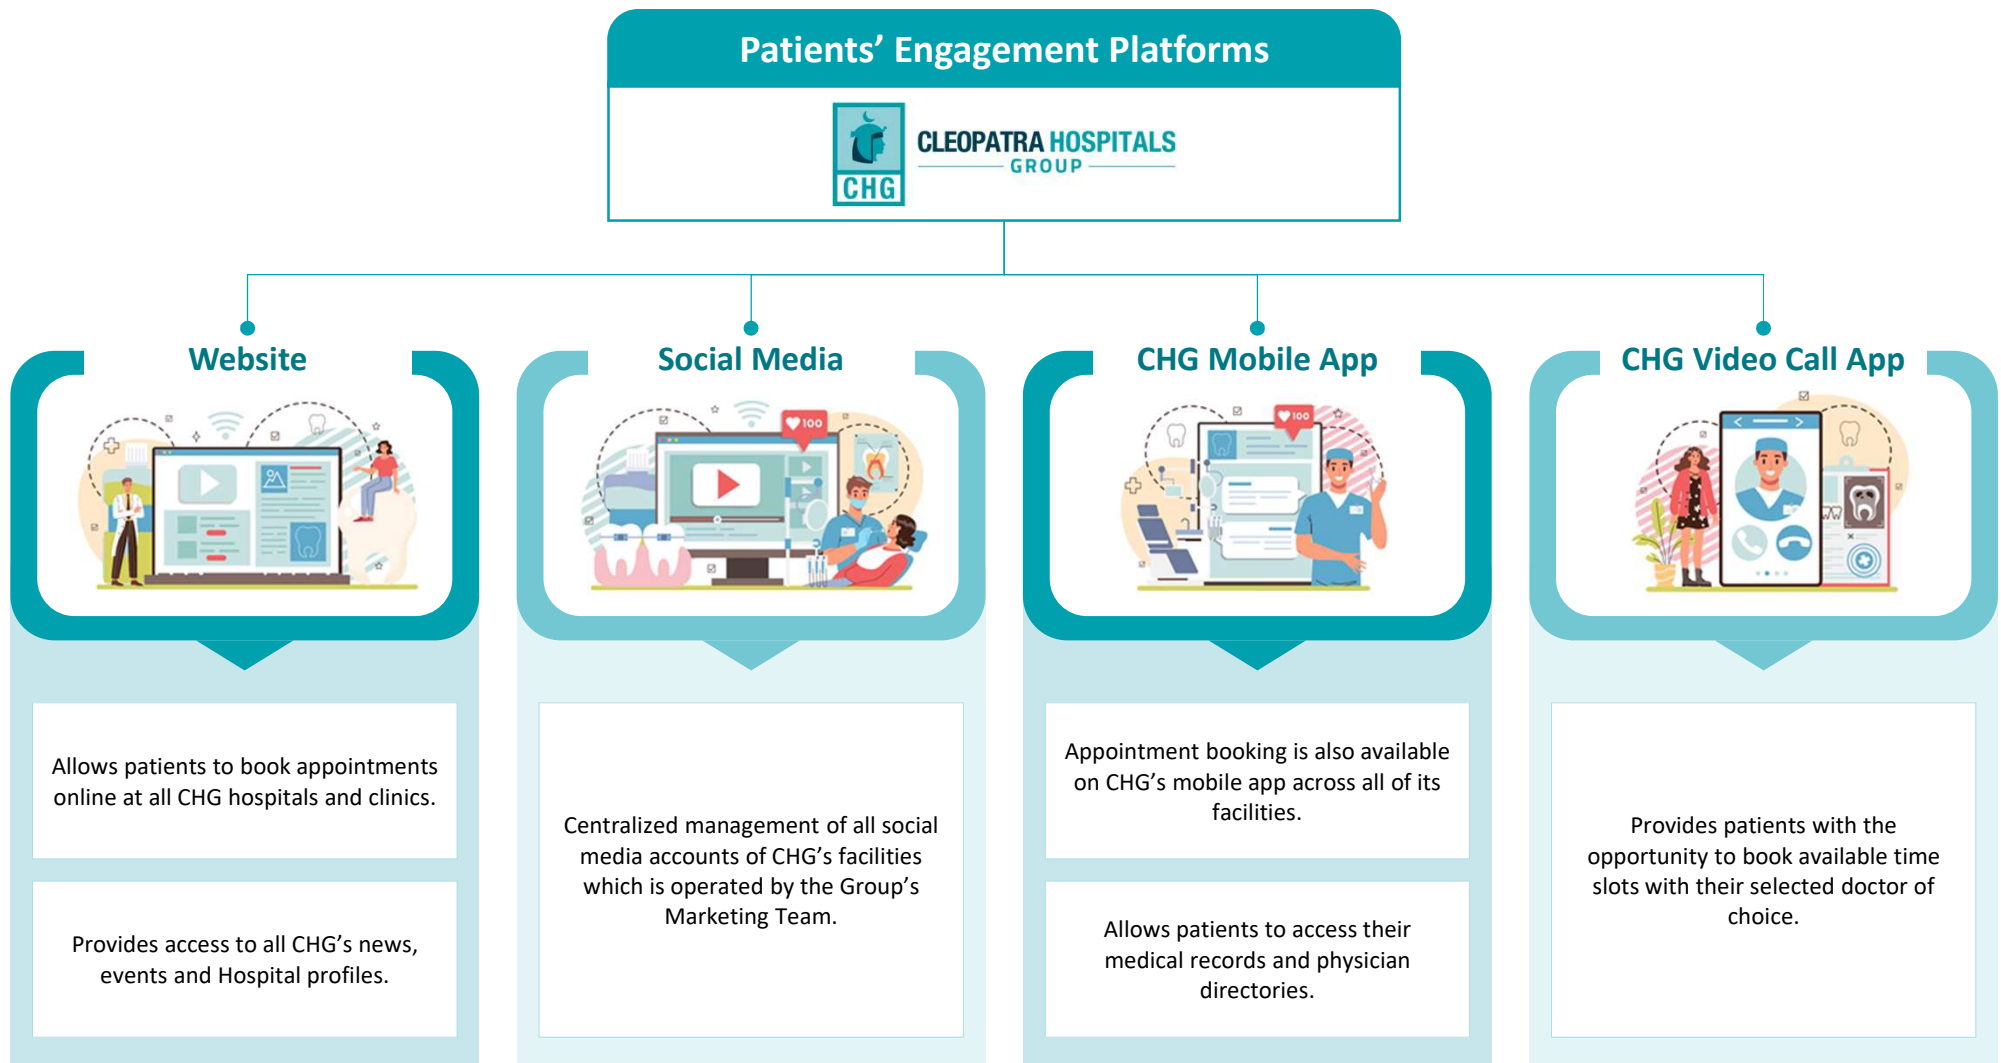 Patients’ Engagement Platforms
CHG
CLEOPATRA HOSPITALS
GROUP
Website
Allows patients to book appointments
online at all CHG hospitals and clinics.
Provides access to all CHG’s news,
events and Hospital profiles.
Social Media
100
Centralized management of all social
media accounts of CHG’s facilities
which is operated by the Group’s
Marketing Team.
CHG Mobile App
100
Appointment booking is also available
on CHG’s mobile app across all of its
facilities.
Allows patients to access their
medical records and physician
directories.
CHG Video Call App
Provides patients with the
opportunity to book available time
slots with their selected doctor of
choice.